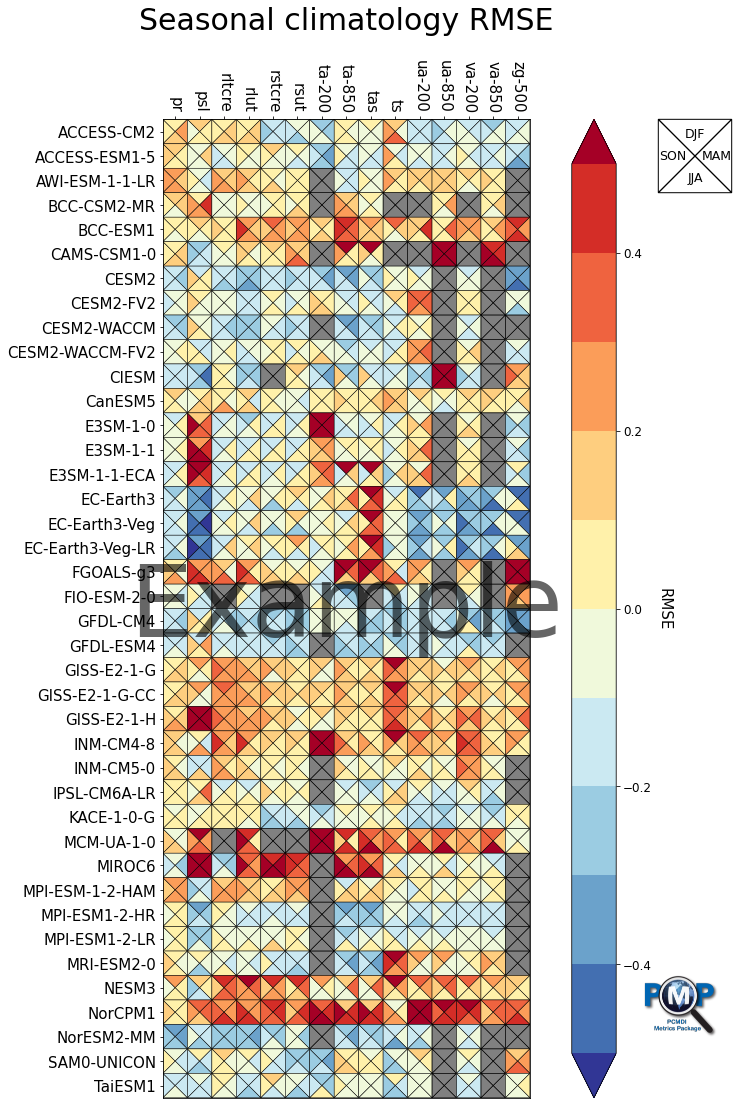 Seasonal climatology RMSE
pr
psl
rltcre
rlut
rstcre
rsut
ta-200
ta-850
tas
ts
ua-200
ua-850
va-200
va-850
zg-500
ACCESS-CM2
ACCESS-ESM1-5
AWI-ESM-1-1-LR
BCC-CSM2-MR
BCC-ESM1
CAMS-CSM1-0
CESM2
CESM2-FV2
CESM2-WACCM
CESM2-WACCM-FV2
CIESM
CanESM5
E3SM-1-0
E3SM-1-1
E3SM-1-1-ECA
EC-Earth3
EC-Earth3-Veg
EC-Earth3-Veg-LR
FGOALS-g3
FIO-ESM-2-0
GFDL-CM4
GFDL-ESM4
GISS-E2-1-G
GISS-E2-1-G-CC
GISS-E2-1-H
INM-CM4-8
INM-CM5-0
IPSL-CM6A-LR
KACE-1-0-G
MCM-UA-1-0
MIROC6
MPI-ESM-1-2-HAM
MPI-ESM1-2-HR
MPI-ESM1-2-LR
MRI-ESM2-0
NESM3
NorCPM1
NorESM2-MM
SAM0-UNICON
TaiESM1
Example
0.4
0.2
0.0
−0.2
−0.4
RMSE
DJF
SON MAM
JJA
PMP
PCMDI
Metrics Package